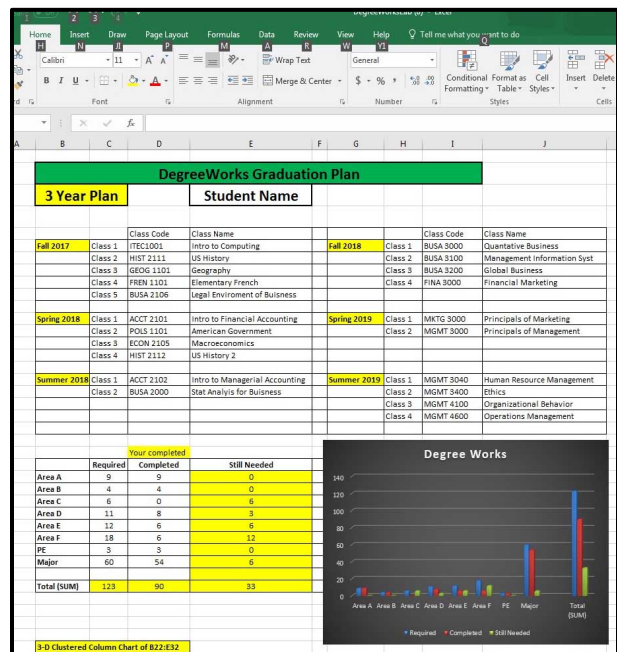 1 2 3 4
DegreeWorksLab (6) - Excel
Home Insert Draw Page Layout Formulas Data Review View Help Tell me what you want to do
H N JI P M A R W Y1 Q
Calibri 11 A A Wrap Text General
B I U A Merge & Center $ % , Conditional Formatting Format as Table Cell Styles Insert Delete
Font Alignment Number Styles Cells
fx
A B C D E F G H I J
DegreeWorks Graduation Plan
3 Year Plan Student Name
Class Code Class Name Class Code Class Name
Fall 2017 Class 1 ITEC1001 Intro to Computing Fall 2018 Class 1 BUSA 3000 Quantative Business
Class 2 HIST 2111 US History Class 2 BUSA 3100 Management Information Syst
Class 3 GEOG 1101 Geography Class 3 BUSA 3200 Global Business
Class 4 FREN 1101 Elementary French Class 4 FINA 3000 Financial Marketing
Class 5 BUSA 2106 Legal Enviroment of Buisness
Spring 2018 Class 1 ACCT 2101 Intro to Financial Accounting Spring 2019 Class 1 MKTG 3000 Principals of Marketing
Class 2 POLS 1101 American Government Class 2 MGMT 3000 Principals of Management
Class 3 ECON 2105 Macroeconomics
Class 4 HIST 2112 US History 2
Summer 2018 Class 1 ACCT 2102 Intro to Managerial Accounting Summer 2019 Class 1 MGMT 3040 Human Resource Management
Class 2 BUSA 2000 Stat Analyis for Buisness Class 2 MGMT 3400 Ethics
Class 3 MGMT 4100 Organizational Behavior
Class 4 MGMT 4600 Operations Management
Your completed
Required Completed Still Needed
Area A 9 9 0
Area B 4 4 0
Area C 6 0 6
Area D 11 8 3
Area E 12 6 6
Area F 18 6 12
PE 3 3 0
Major 60 54 6
Total (SUM) 123 90 33
3-D Clustered Column Chart of B22:E32
Degree Works
140
120
100
80
60
40
20
0
Area A Area B Area C Area D Area E Area F PE Major Total (SUM)
Required Completed Still Needed